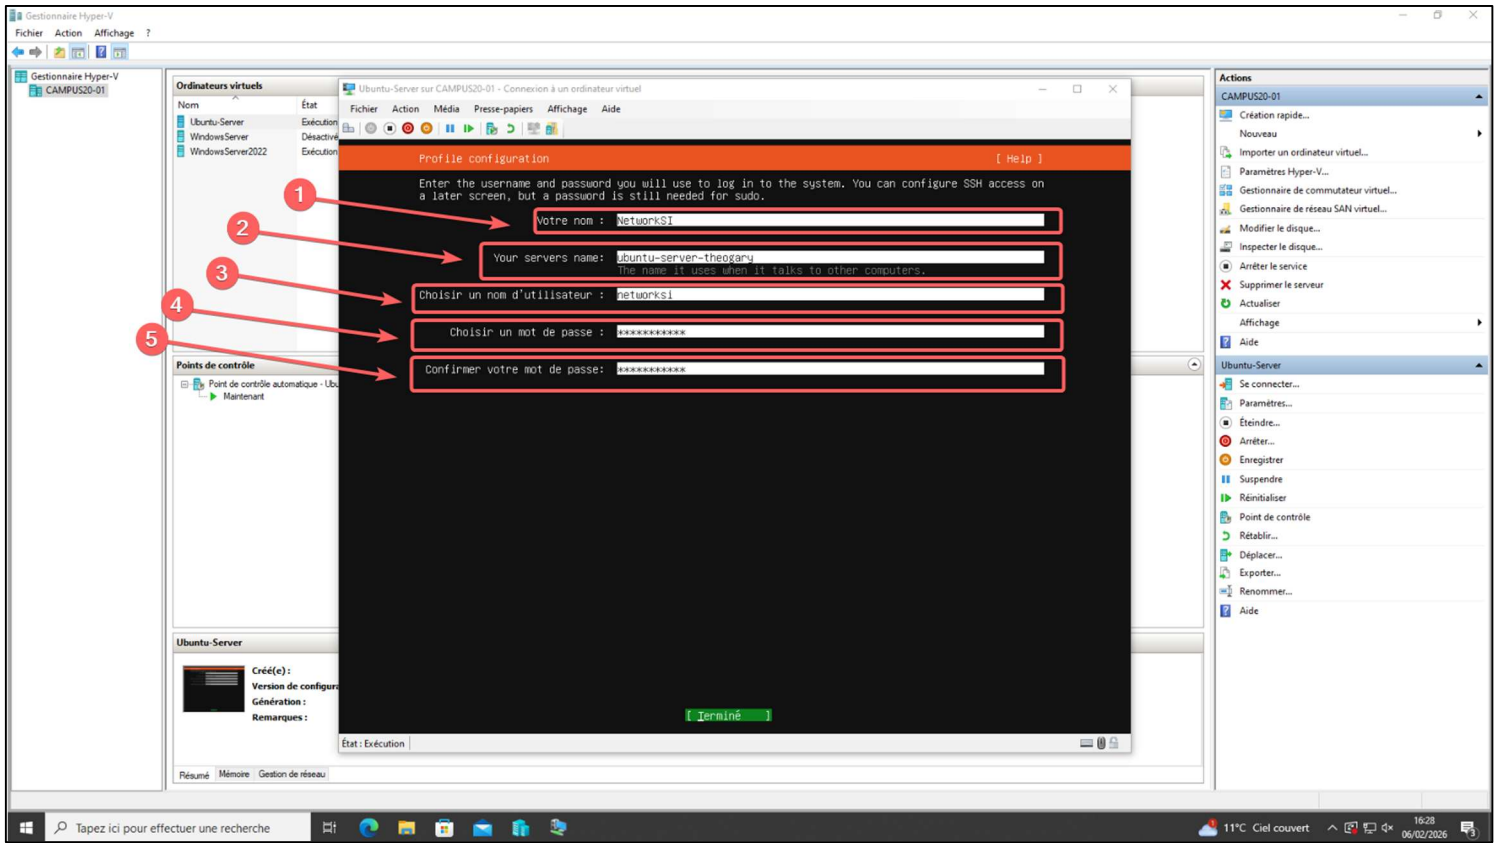 Gestionnaire Hyper-V
Fichier Action Affichage ?
Gestionnaire Hyper-V
CAMPUS20-01
Ordinateurs virtuels
Nom État
Ubuntu-Server Exécution
WindowsServer Désactivé
WindowsServer2022 Exécution
Points de contrôle
Point de contrôle automatique - Ubu
Maintenant
Ubuntu-Server
Créé(e) :
Version de configura
Génération :
Remarques :
Résumé Mémoire Gestion de réseau
Ubuntu-Server sur CAMPUS20-01 - Connexion à un ordinateur virtuel
Fichier Action Média Presse-papiers Affichage Aide
Profile configuration [ Help ]
Enter the username and password you will use to log in to the system. You can configure SSH access on
a later screen, but a password is still needed for sudo.
1
Votre nom : NetworkSI
2
Your servers name: ubuntu-server-theogary
The name it uses when it talks to other computers.
3
Choisir un nom d'utilisateur : networksi
4
Choisir un mot de passe : ***********
5
Confirmer votre mot de passe: ***********
[ Terminé ]
État : Exécution
Actions
CAMPUS20-01
Création rapide...
Nouveau
Importer un ordinateur virtuel...
Paramètres Hyper-V...
Gestionnaire de commutateur virtuel...
Gestionnaire de réseau SAN virtuel...
Modifier le disque...
Inspecter le disque...
Arrêter le service
Supprimer le serveur
Actualiser
Affichage
Aide
Ubuntu-Server
Se connecter...
Paramètres...
Éteindre...
Arrêter...
Enregistrer
Suspendre
Réinitialiser
Point de contrôle
Rétablir...
Déplacer...
Exporter...
Renommer...
Aide
Tapez ici pour effectuer une recherche
11°C Ciel couvert
16:28
06/02/2026
3